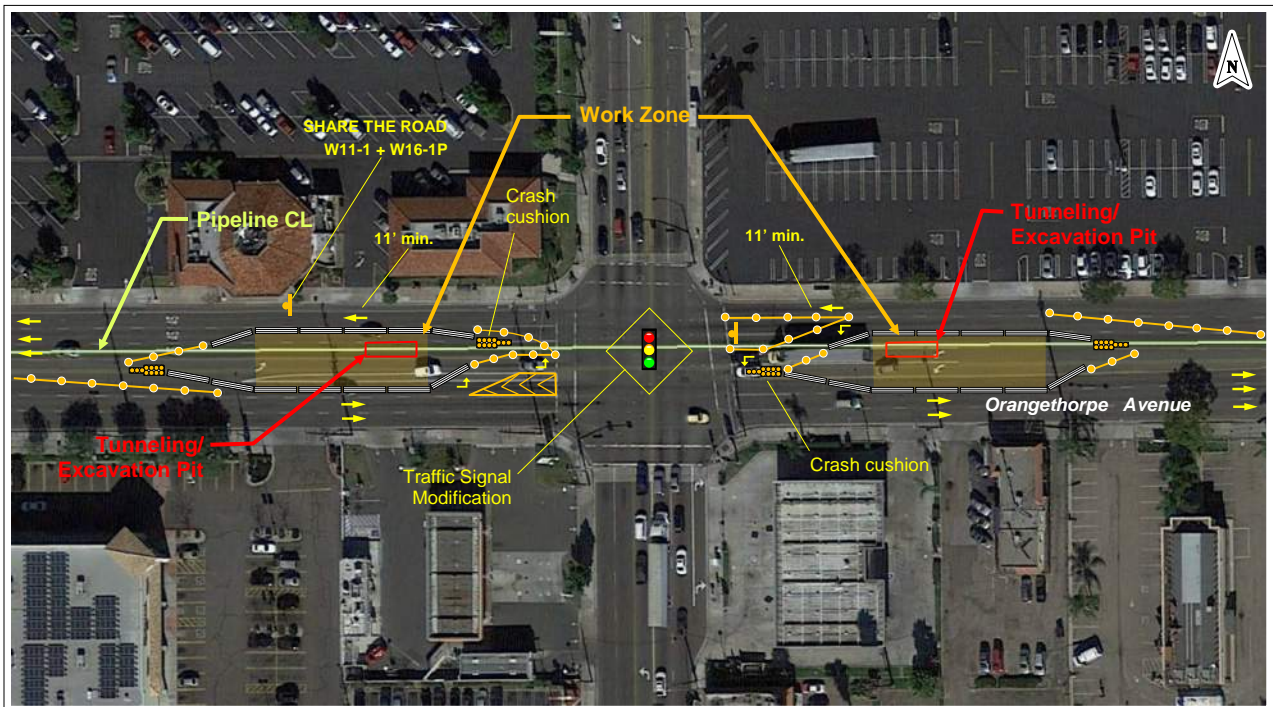 N
Work Zone
SHARE THE ROAD
W11-1 + W16-1P
Crash
cushion
Pipeline CL
11' min.
11' min.
Tunneling/
Excavation Pit
Orangethorpe Avenue
Tunneling/
Excavation Pit
Traffic Signal
Modification
Crash cushion